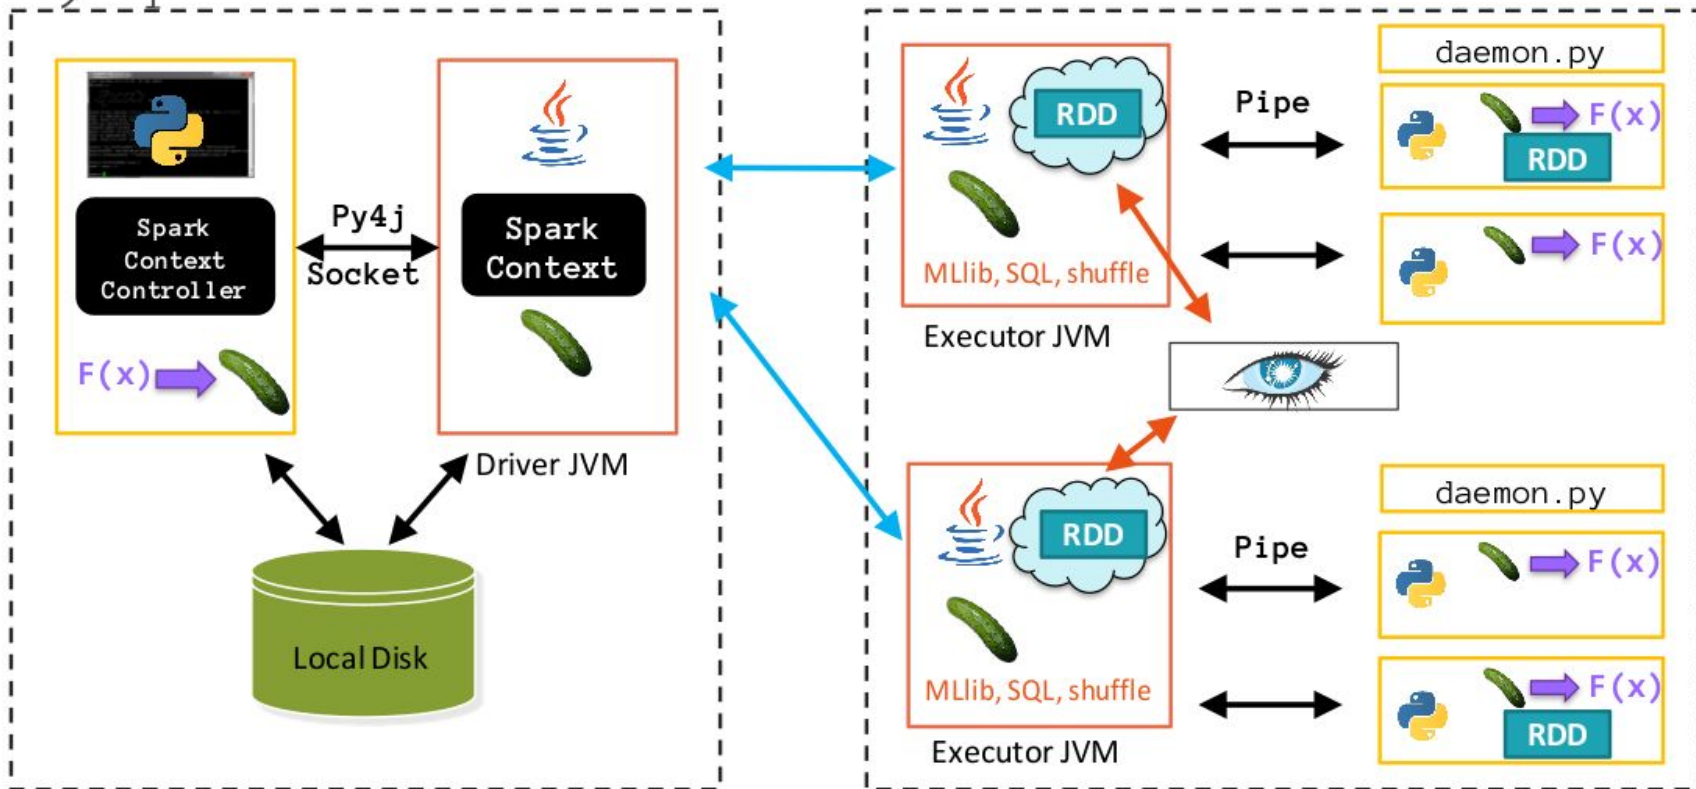 Spark
Context
Controller
F(x)
Py4j
Socket
Spark
Context
Driver JVM
Local Disk
RDD
MLlib, SQL, shuffle
Executor JVM
Pipe
daemon.py
F(x)
RDD
F(x)
RDD
MLlib, SQL, shuffle
Executor JVM
Pipe
daemon.py
F(x)
F(x)
RDD